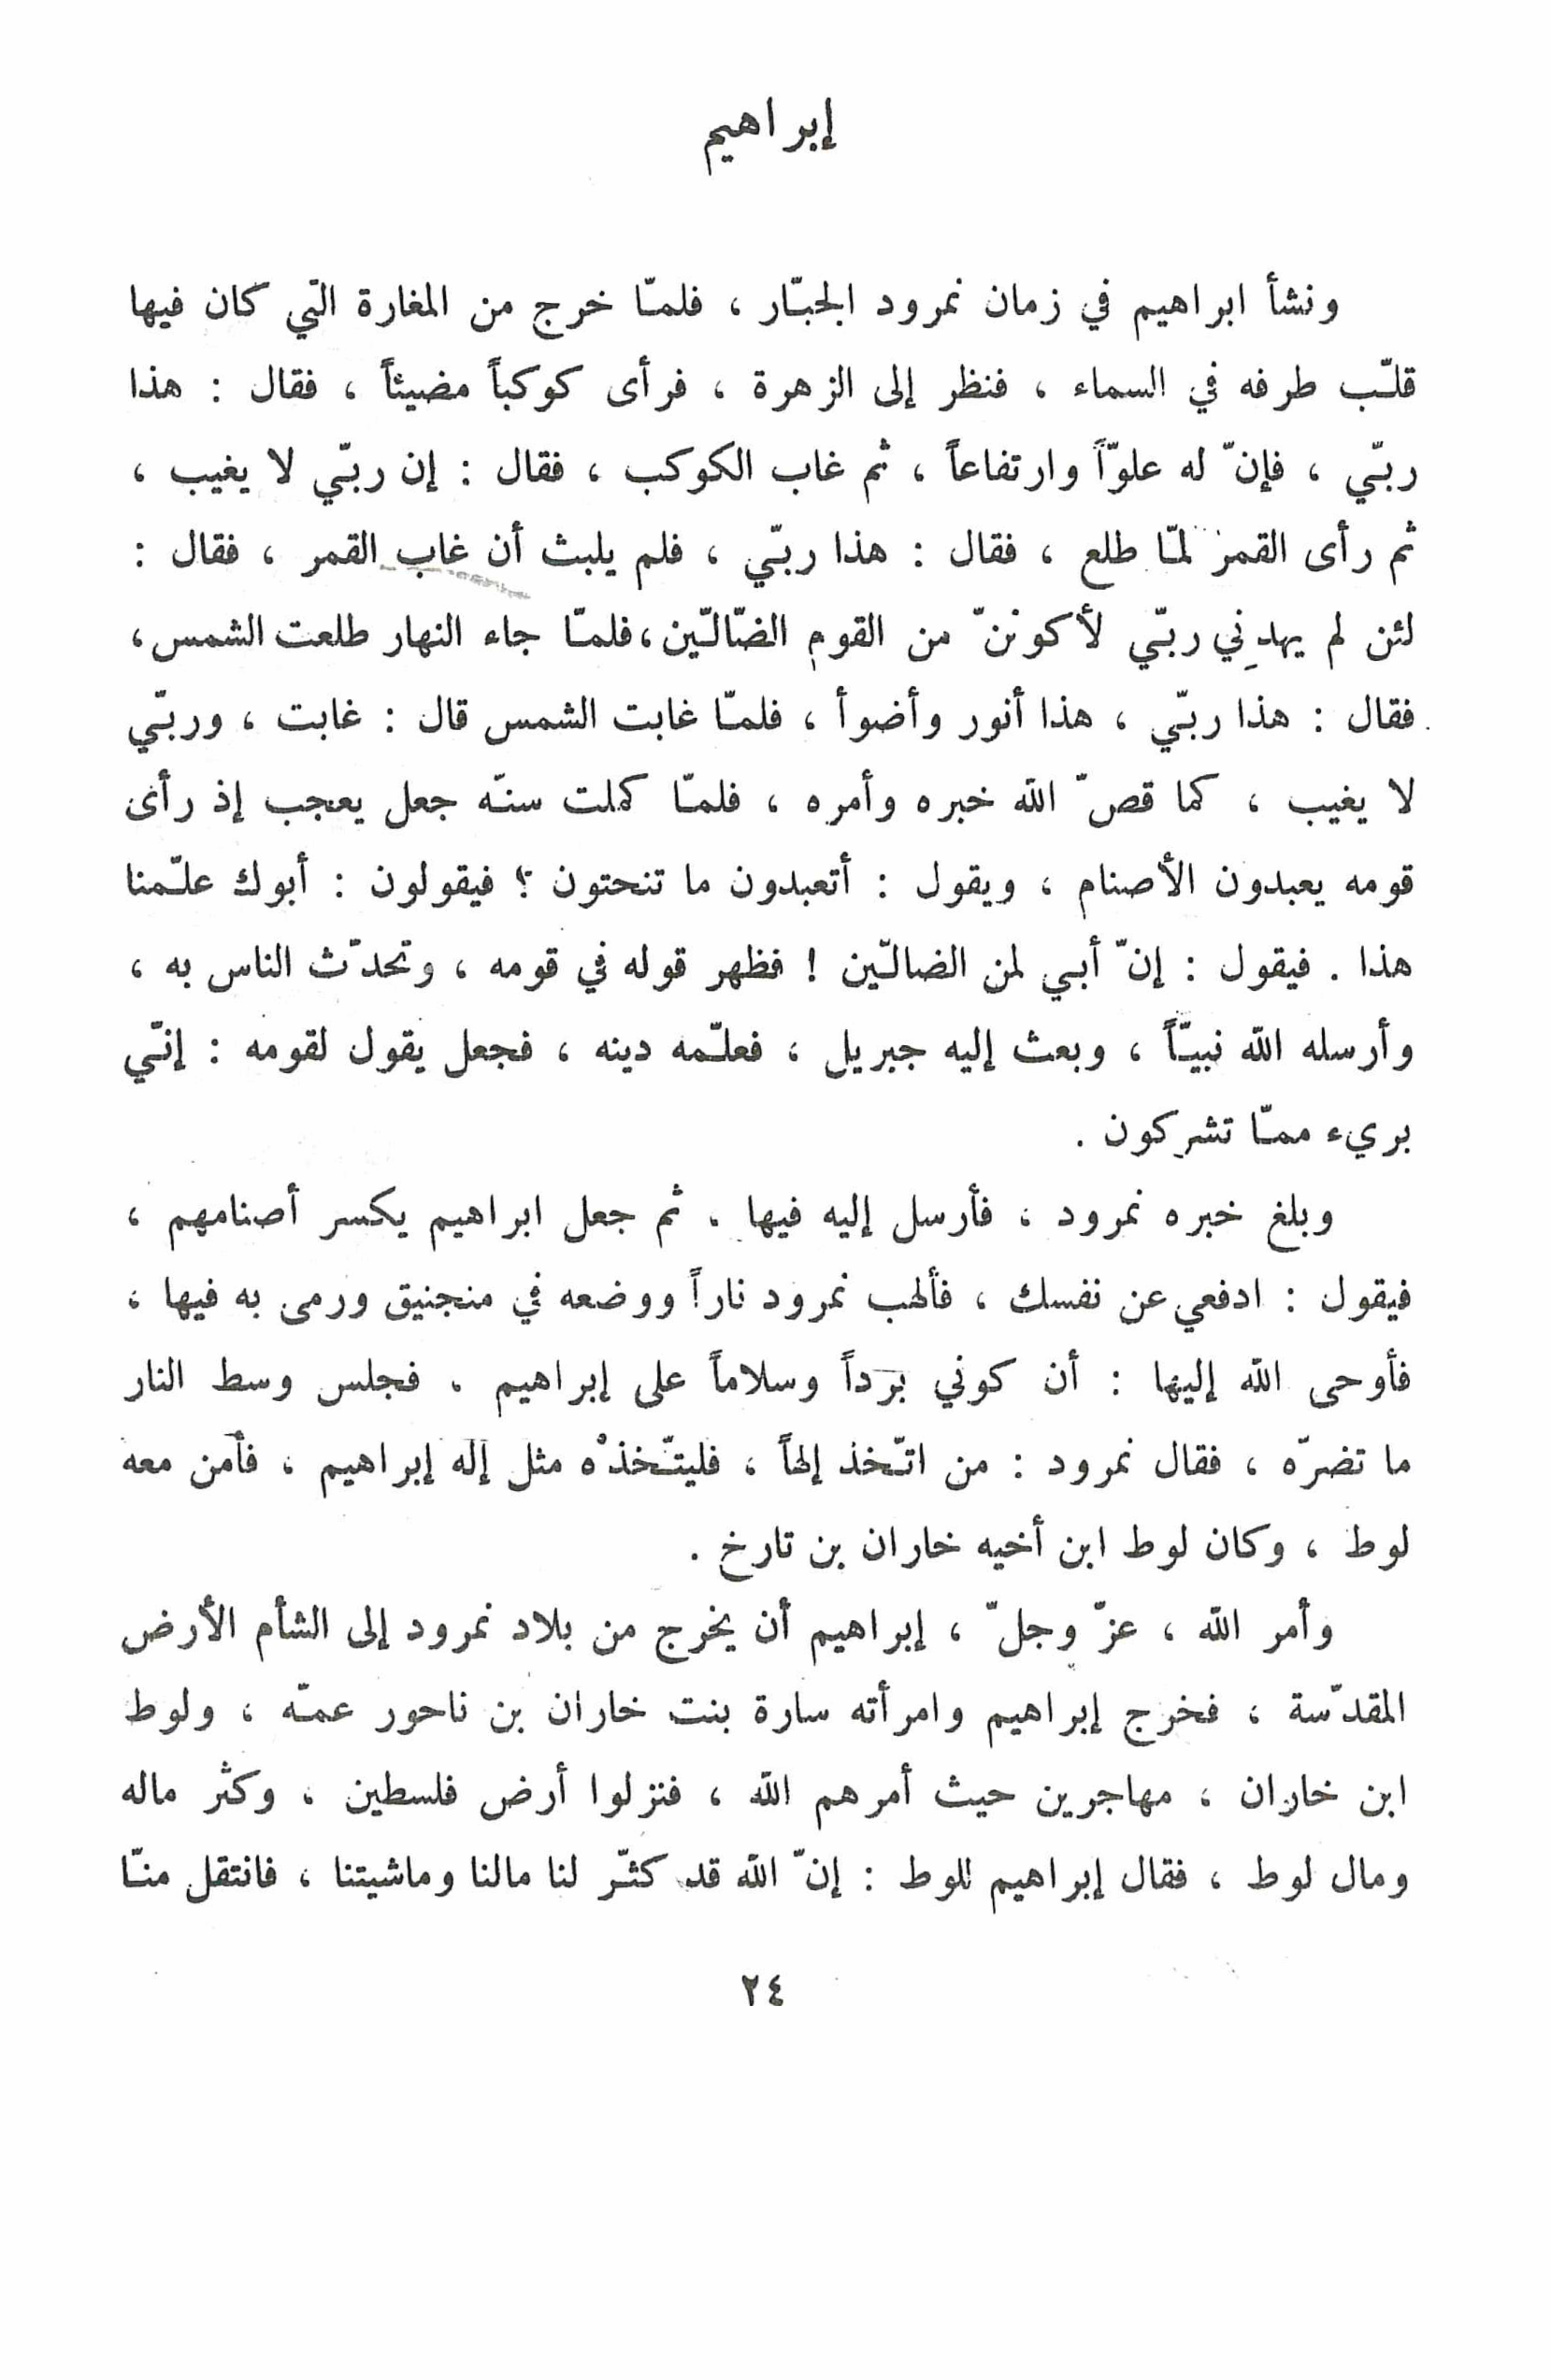 إبراهيم
ونشأ ابراهيم في زمان نمرود الجبّار ، فلمّا خرج من المغارة التي كان فيها
قلّب طرفه في السماء ، فنظر إلى الزهرة ، فرأى كوكباً مضيئاً ، فقال : هذا
ربّي ، فإنّ له علوّاً وارتفاعاً ، ثم غاب الكوكب ، فقال : إن ربّي لا يغيب ،
ثم رأى القمر لمّا طلع ، فقال : هذا ربّي ، فلم يلبث أن غاب القمر ، فقال :
لئن لم يهدِني ربّي لأكوننّ من القوم الضّالّين ، فلمّا جاء النهار طلعت الشمس ،
فقال : هذا ربّي ، هذا أنور وأضوأ ، فلمّا غابت الشمس قال : غابت ، وربّي
لا يغيب ، كما قصّ الله خبره وأمره ، فلمّا كملت سنّه جعل يعجب إذ رأى
قومه يعبدون الأصنام ، ويقول : أتعبدون ما تنحتون ؟ فيقولون : أبوك علّمنا
هذا . فيقول : إنّ أبي لمن الضالّين ! فظهر قوله في قومه ، وتحدّث الناس به ،
وأرسله الله نبيّاً ، وبعث إليه جبريل ، فعلّمه دينه ، فجعل يقول لقومه : إنّي
بريء ممّا تشركون .
وبلغ خبره نمرود ، فأرسل إليه فيها . ثم جعل ابراهيم يكسر أصنامهم ،
فيقول : ادفعي عن نفسك ، فألهب نمرود ناراً ووضعه في منجنيق ورمى به فيها ،
فأوحى الله إليها : أن كوني برداً وسلاماً على إبراهيم . فجلس وسط النار
ما تضرّه ، فقال نمرود : من اتّخذ إلهاً ، فليتّخذْه مثل إله إبراهيم ، فآمن معه
لوط ، وكان لوط ابن أخيه خاران بن تارخ .
وأمر الله ، عزّ وجلّ ، إبراهيم أن يخرج من بلاد نمرود إلى الشأم الأرض
المقدّسة ، فخرج إبراهيم وامرأته سارة بنت خاران بن ناحور عمّه ، ولوط
ابن خاران ، مهاجرين حيث أمرهم الله ، فنزلوا أرض فلسطين ، وكثر ماله
ومال لوط ، فقال إبراهيم للوط : إنّ الله قد كثّر لنا مالنا وماشيتنا ، فانتقل منّا
٢٤